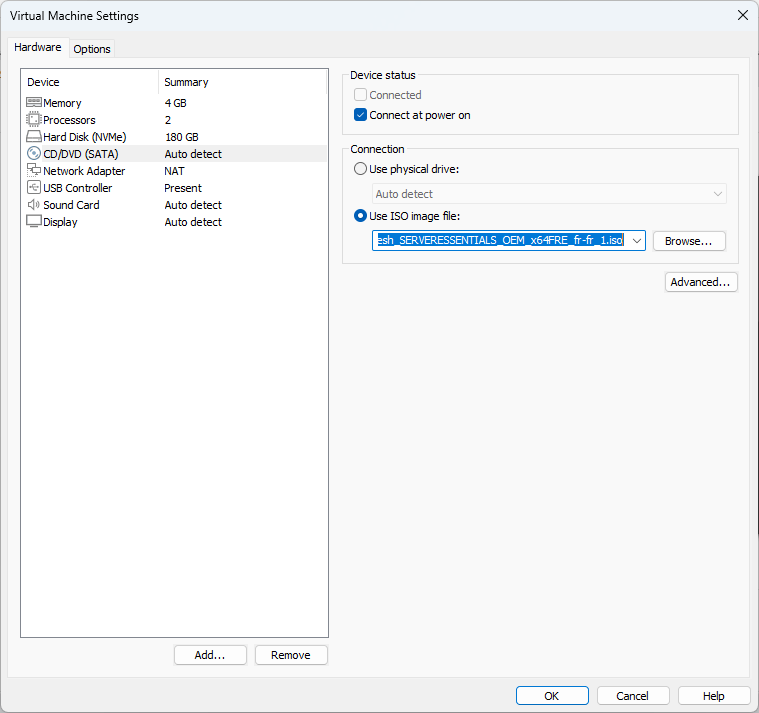 Virtual Machine Settings
Hardware
Options
Device
Summary
Memory
4 GB
Processors
2
Hard Disk (NVMe)
180 GB
CD/DVD (SATA)
Auto detect
Network Adapter
NAT
USB Controller
Present
Sound Card
Auto detect
Display
Auto detect
Add...
Remove
Device status
Connected
Connect at power on
Connection
Use physical drive:
Auto detect
Use ISO image file:
esh_SERVERESSENTIALS_OEM_x64FRE_fr-fr_1.iso
Browse...
Advanced...
OK
Cancel
Help